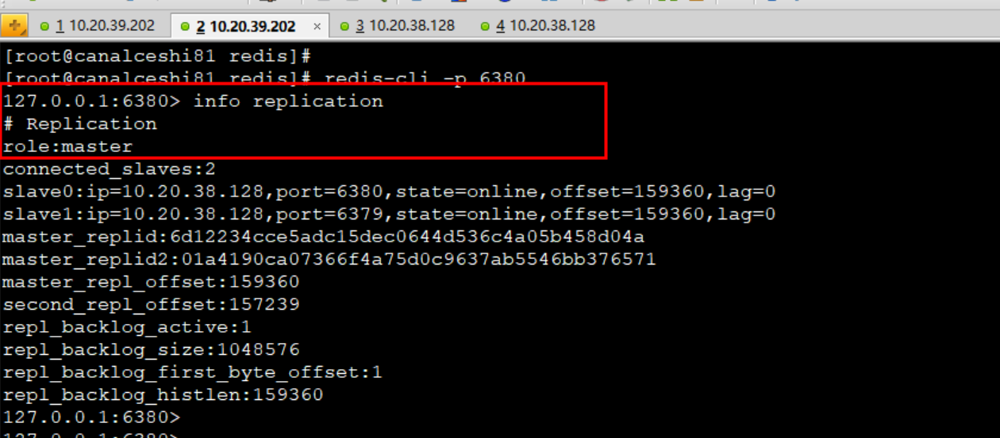 1 10.20.39.202 2 10.20.39.202 × 3 10.20.38.128 4 10.20.38.128
[root@canalceshi81 redis]#
[root@canalceshi81 redis]# redis-cli -p 6380
127.0.0.1:6380> info replication
# Replication
role:master
connected_slaves:2
slave0:ip=10.20.38.128,port=6380,state=online,offset=159360,lag=0
slave1:ip=10.20.38.128,port=6379,state=online,offset=159360,lag=0
master_replid:6d12234cce5adc15dec0644d536c4a05b458d04a
master_replid2:01a4190ca07366f4a75d0c9637ab5546bb376571
master_repl_offset:159360
second_repl_offset:157239
repl_backlog_active:1
repl_backlog_size:1048576
repl_backlog_first_byte_offset:1
repl_backlog_histlen:159360
127.0.0.1:6380>
127.0.0.1:6380>